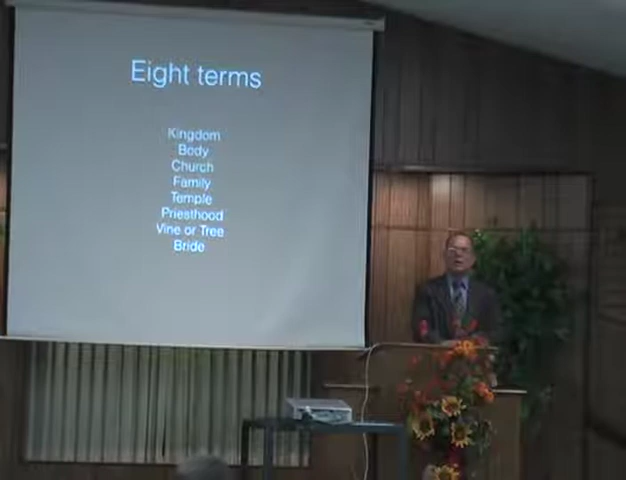 Eight terms
Kingdom
Body
Church
Family
Temple
Priesthood
Vine or Tree
Bride